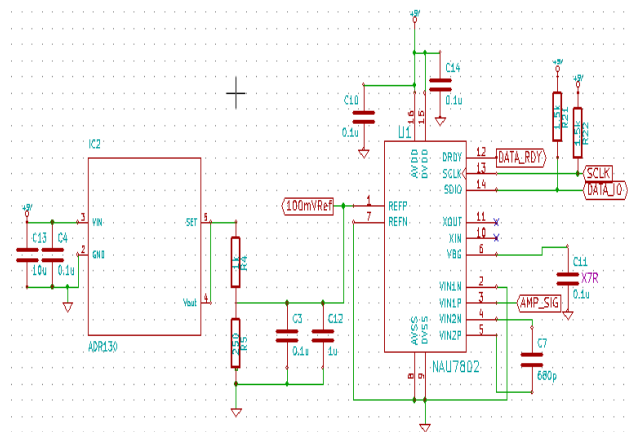 +5V
C14
0.1u
C10
0.1u
16
15
U1
AVDD
DVDD
+5V
+5V
1.5k
R21
1.5k
R22
DRDY
12
DATA_RDY
SCLK
13
SCLK
SDIO
14
DATA_IO
IC2
+5V
3
VIN
SET
5
C13
10u
C4
0.1u
2
GND
Vout
4
ADR130
100mVRef
1
REFP
7
REFN
XOUT
11
XIN
10
VBG
6
C11
X7R
0.1u
1k
R4
250
R5
C3
0.1u
C12
1u
VIN1N
2
VIN1P
3
AMP_SIG
VIN2N
4
VIN2P
5
C7
680p
AVSS
DVSS
8
9
NAU7802